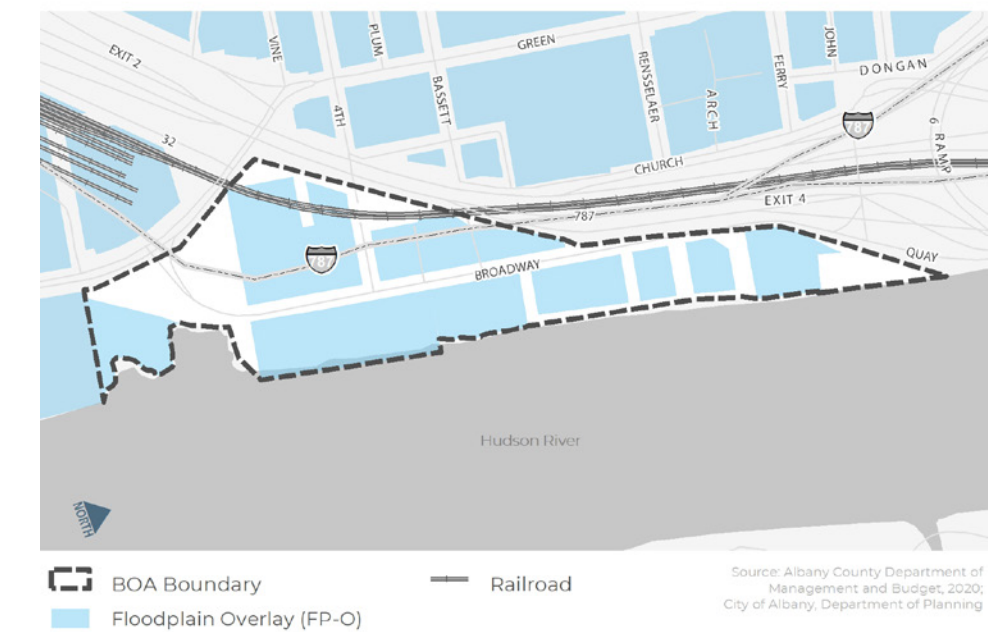 EXIT 2
VINE
PLUM
GREEN
JOHN
DONGAN
4TH
BASSETT
RENSSELAER
ARCH
FERRY
787
6 RAMP
32
CHURCH
EXIT 4
787
787
BROADWAY
QUAY
Hudson River
NORTH
BOA Boundary
Railroad
Floodplain Overlay (FP-O)
Source: Albany County Department of
Management and Budget, 2020;
City of Albany, Department of Planning